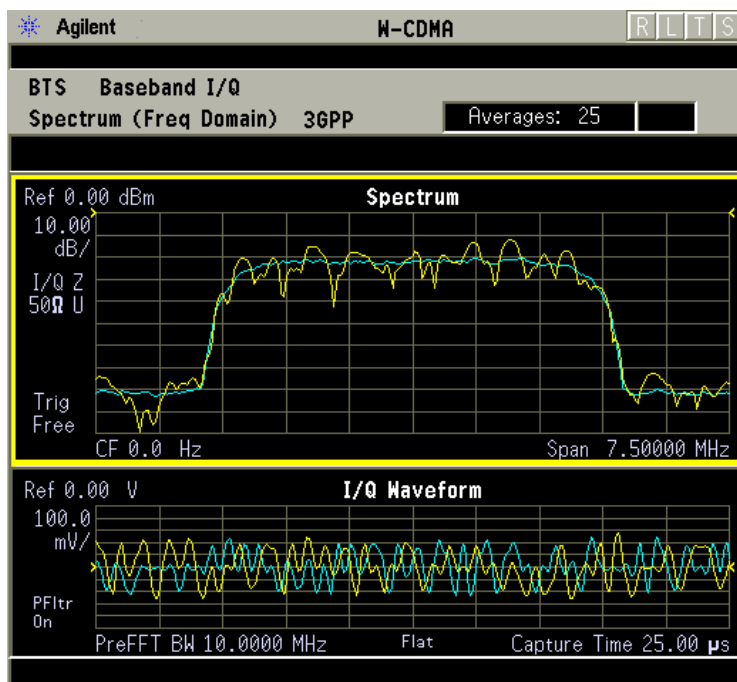 Agilent W-CDMA R L T S
BTS Baseband I/Q
Spectrum (Freq Domain) 3GPP Averages: 25
Ref 0.00 dBm Spectrum
10.00
dB/
I/Q Z
50Ω U
Trig
Free
CF 0.0 Hz Span 7.50000 MHz
Ref 0.00 V I/Q Waveform
100.0
mV/
PFltr
On
PreFFT BW 10.0000 MHz Flat Capture Time 25.00 μs